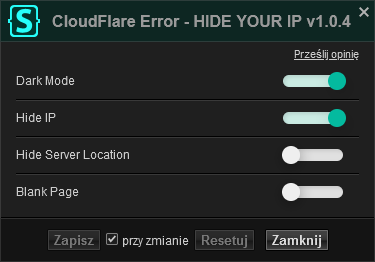 S CloudFlare Error - HIDE YOUR IP v1.0.4
Prześlij opinię
Dark Mode
Hide IP
Hide Server Location
Blank Page
Zapisz przy zmianie Resetuj Zamknij